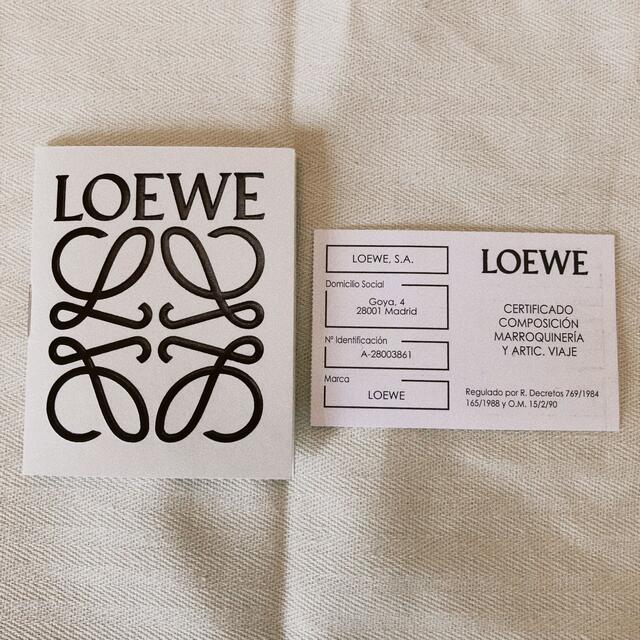 LOEWE
LOEWE, S.A.
Domicilio Social
Goya, 4
28001 Madrid
Nº Identificación
A-28003861
Marca
LOEWE
LOEWE
CERTIFICADO
COMPOSICIÓN
MARROQUINERÍA
Y ARTIC. VIAJE
Regulado por R. Decretos 769/1984
165/1988 y O.M. 15/2/90